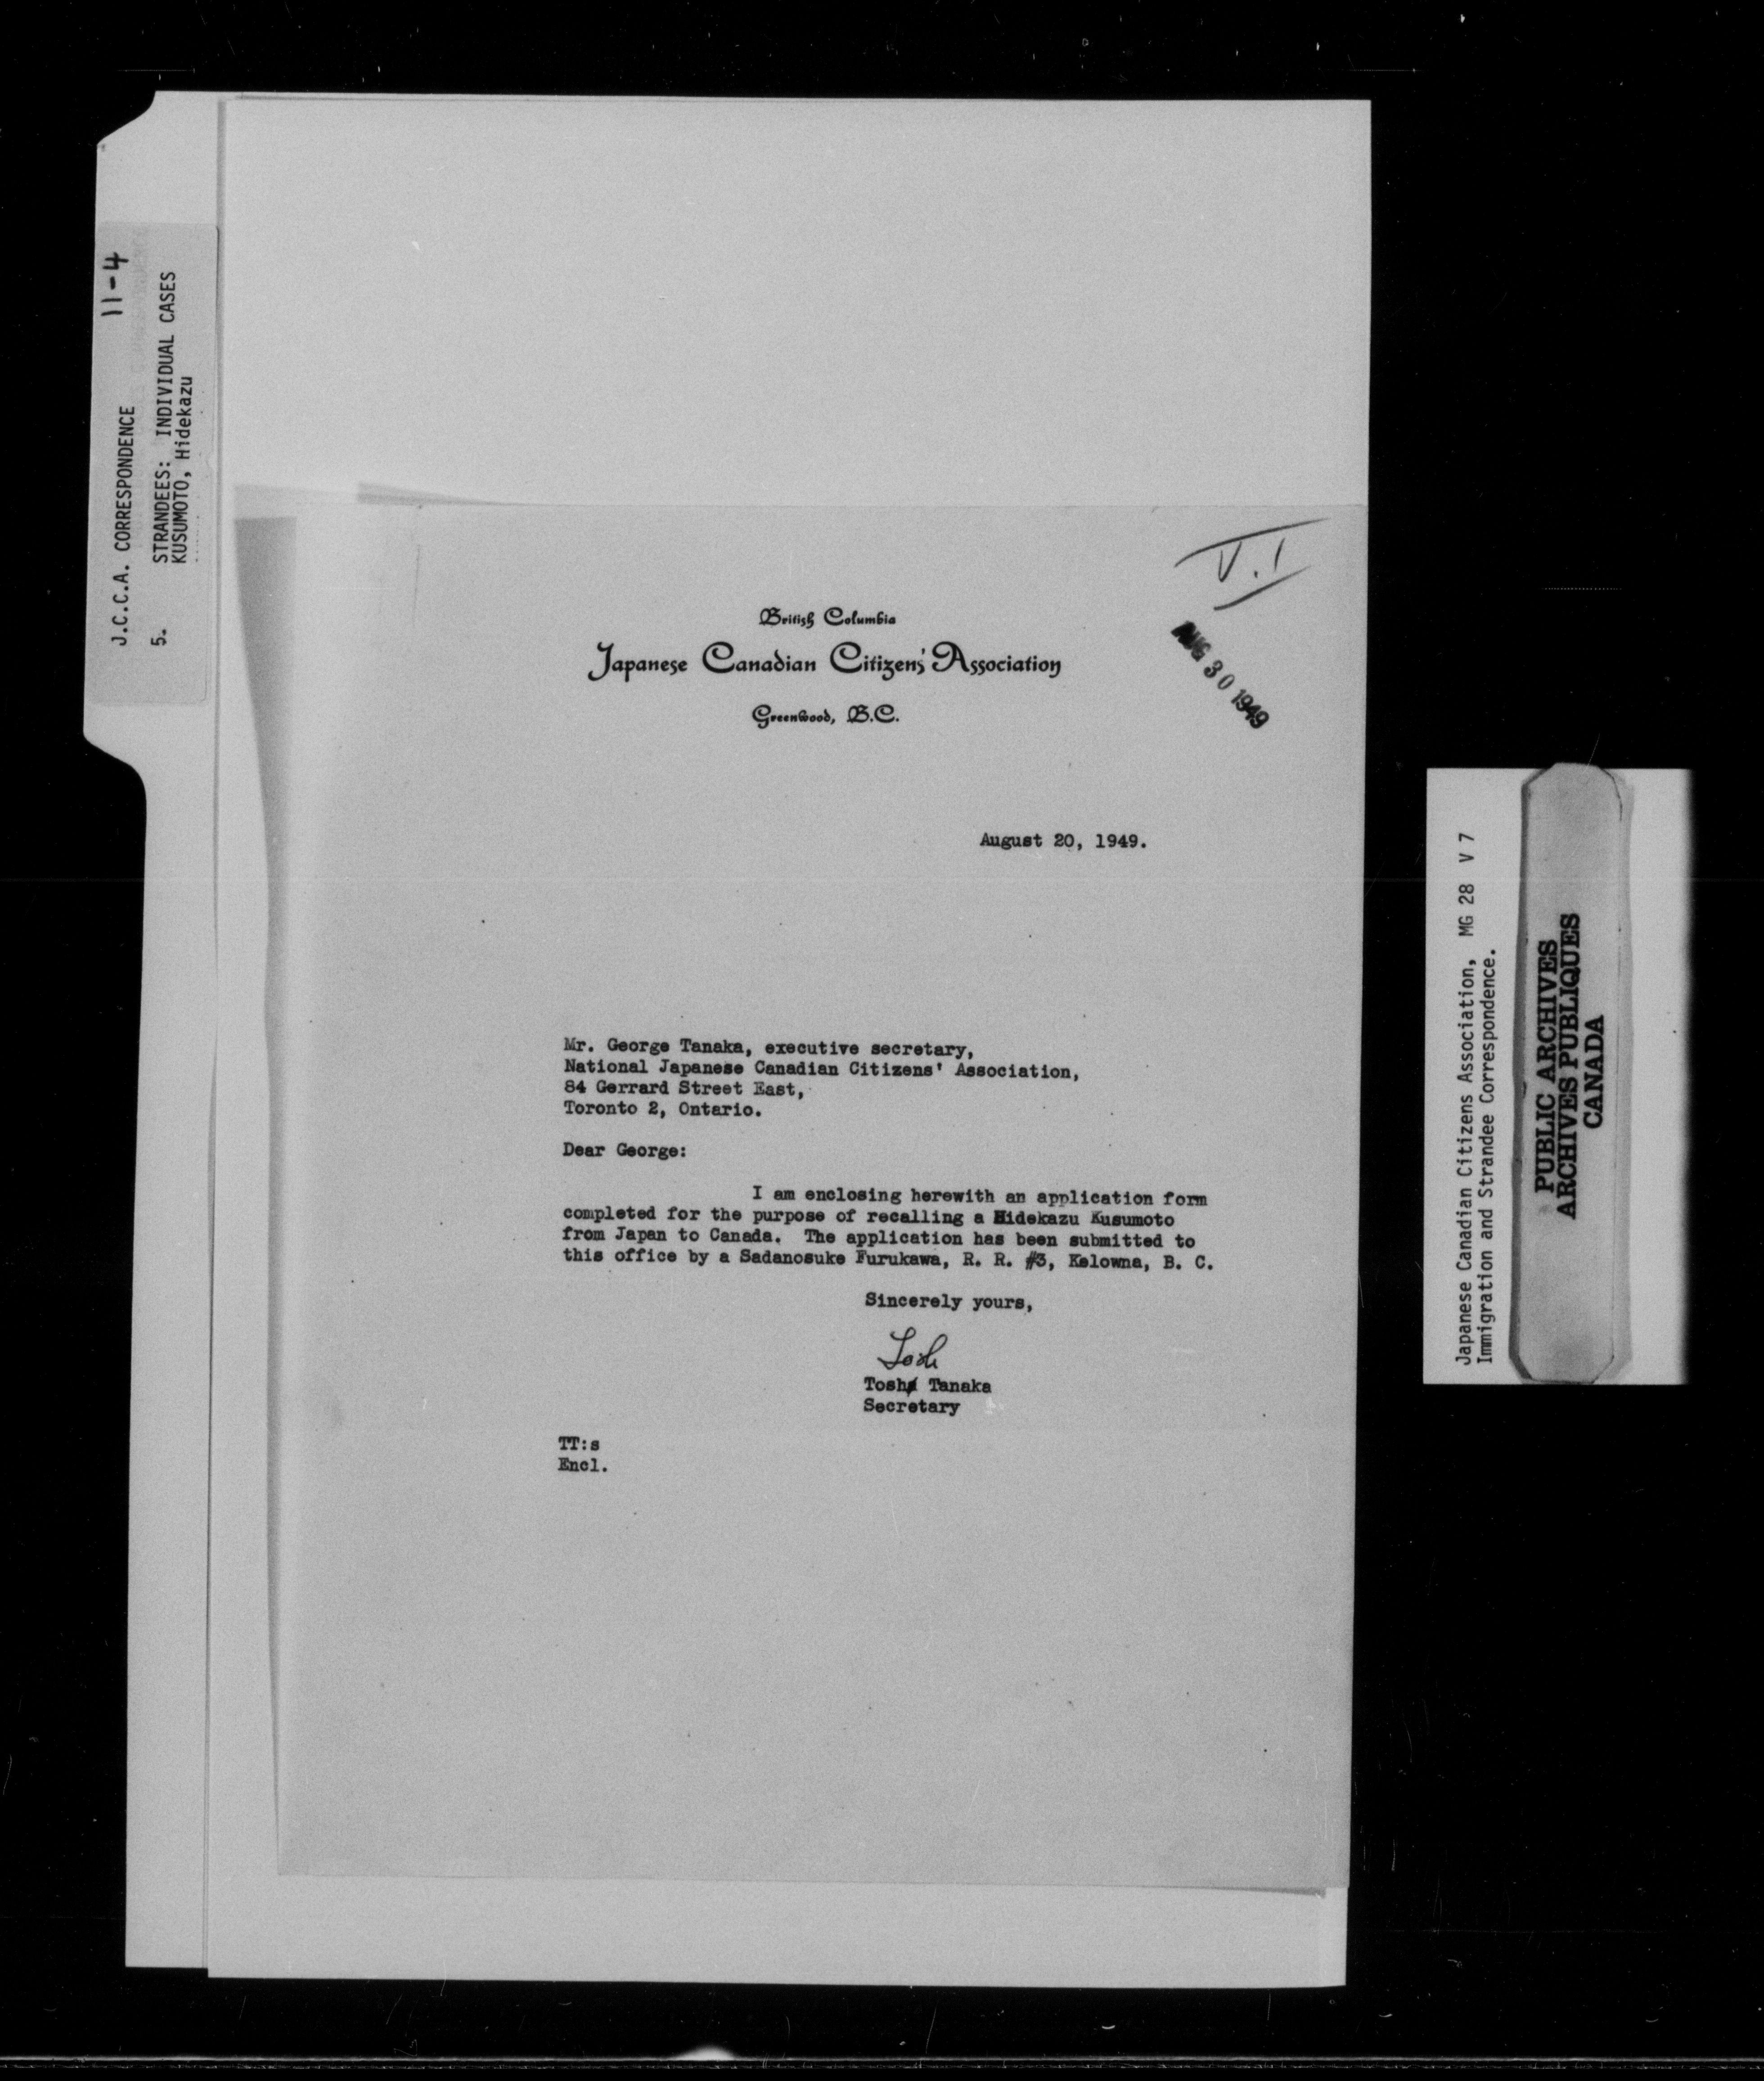 J.C.C.A. CORRESPONDENCE 11-4
5. STRANDEES: INDIVIDUAL CASES
KUSUMOTO, Hidekazu
V.I
British Columbia
Japanese Canadian Citizens' Association
Greenwood, B.C.
AUG 30 1949
August 20, 1949.
Mr. George Tanaka, executive secretary,
National Japanese Canadian Citizens' Association,
84 Gerrard Street East,
Toronto 2, Ontario.
Dear George:
I am enclosing herewith an application form
completed for the purpose of recalling a Hidekazu Kusumoto
from Japan to Canada. The application has been submitted to
this office by a Sadanosuke Furukawa, R. R. #3, Kelowna, B. C.
Sincerely yours,
Tosh
Tosh Tanaka
Secretary
TT:s
Encl.
Japanese Canadian Citizens Association, MG 28 V 7
Immigration and Strandee Correspondence.
PUBLIC ARCHIVES
ARCHIVES PUBLIQUES
CANADA